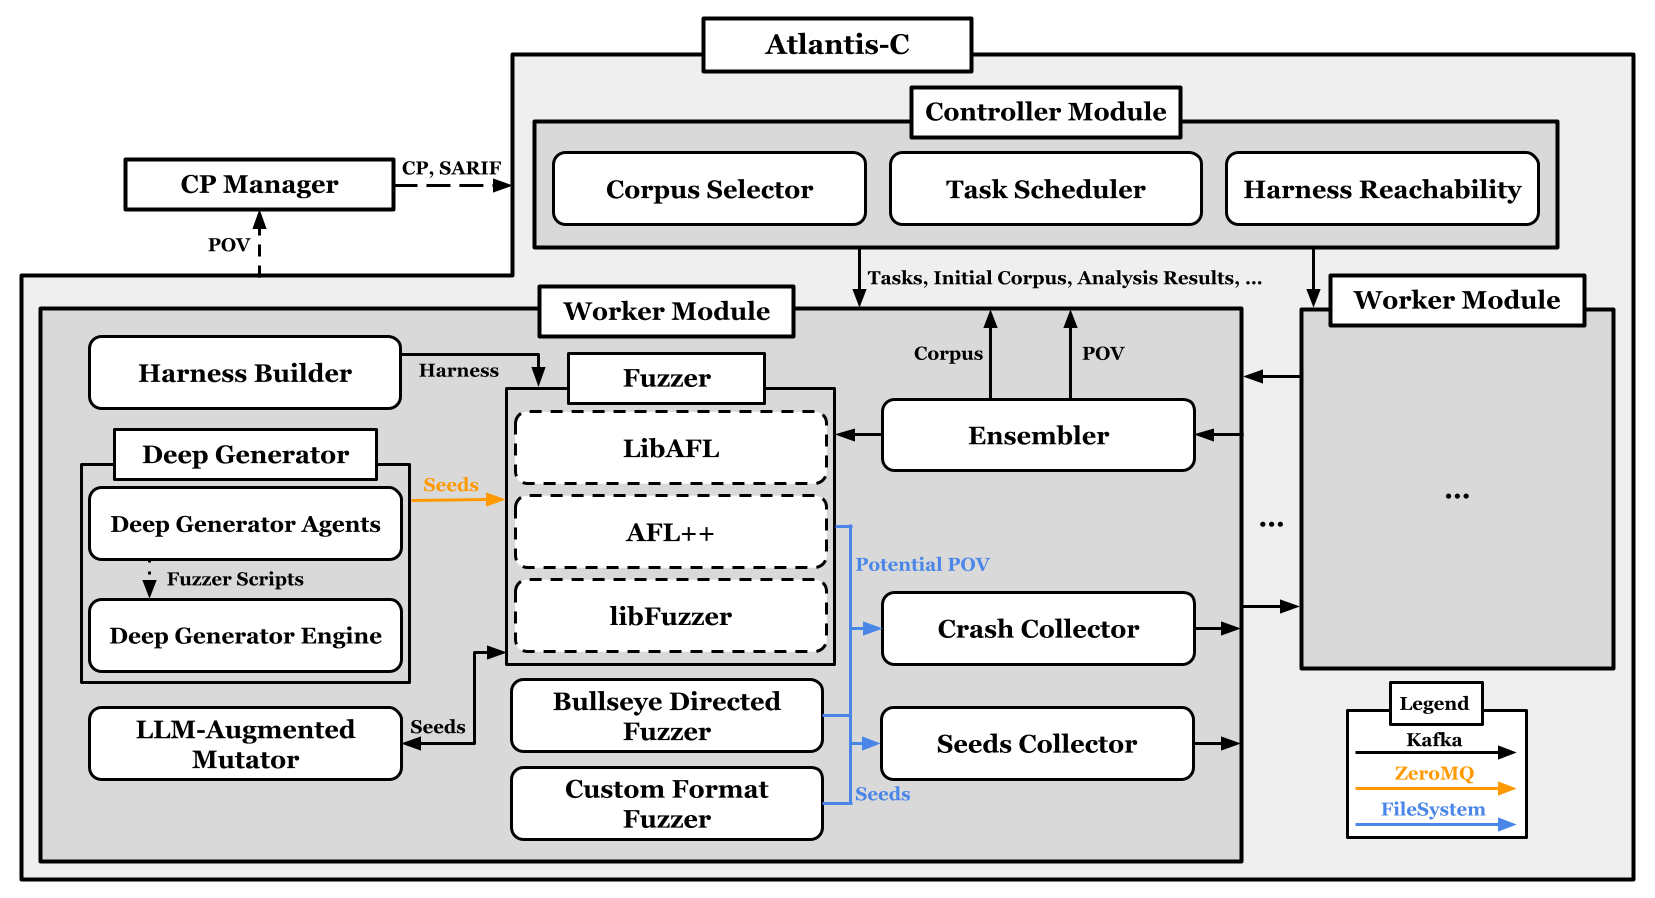 Atlantis-C
Controller Module
Corpus Selector
Task Scheduler
Harness Reachability
CP Manager
CP, SARIF
POV
Tasks, Initial Corpus, Analysis Results, ...
Worker Module
Harness Builder
Harness
Deep Generator
Deep Generator Agents
Fuzzer Scripts
Deep Generator Engine
Seeds
LLM-Augmented
Mutator
Seeds
Fuzzer
LibAFL
AFL++
libFuzzer
Bullseye Directed
Fuzzer
Custom Format
Fuzzer
Corpus
POV
Ensembler
Potential POV
Crash Collector
Seeds Collector
Seeds
...
Worker Module
...
Legend
Kafka
ZeroMQ
FileSystem